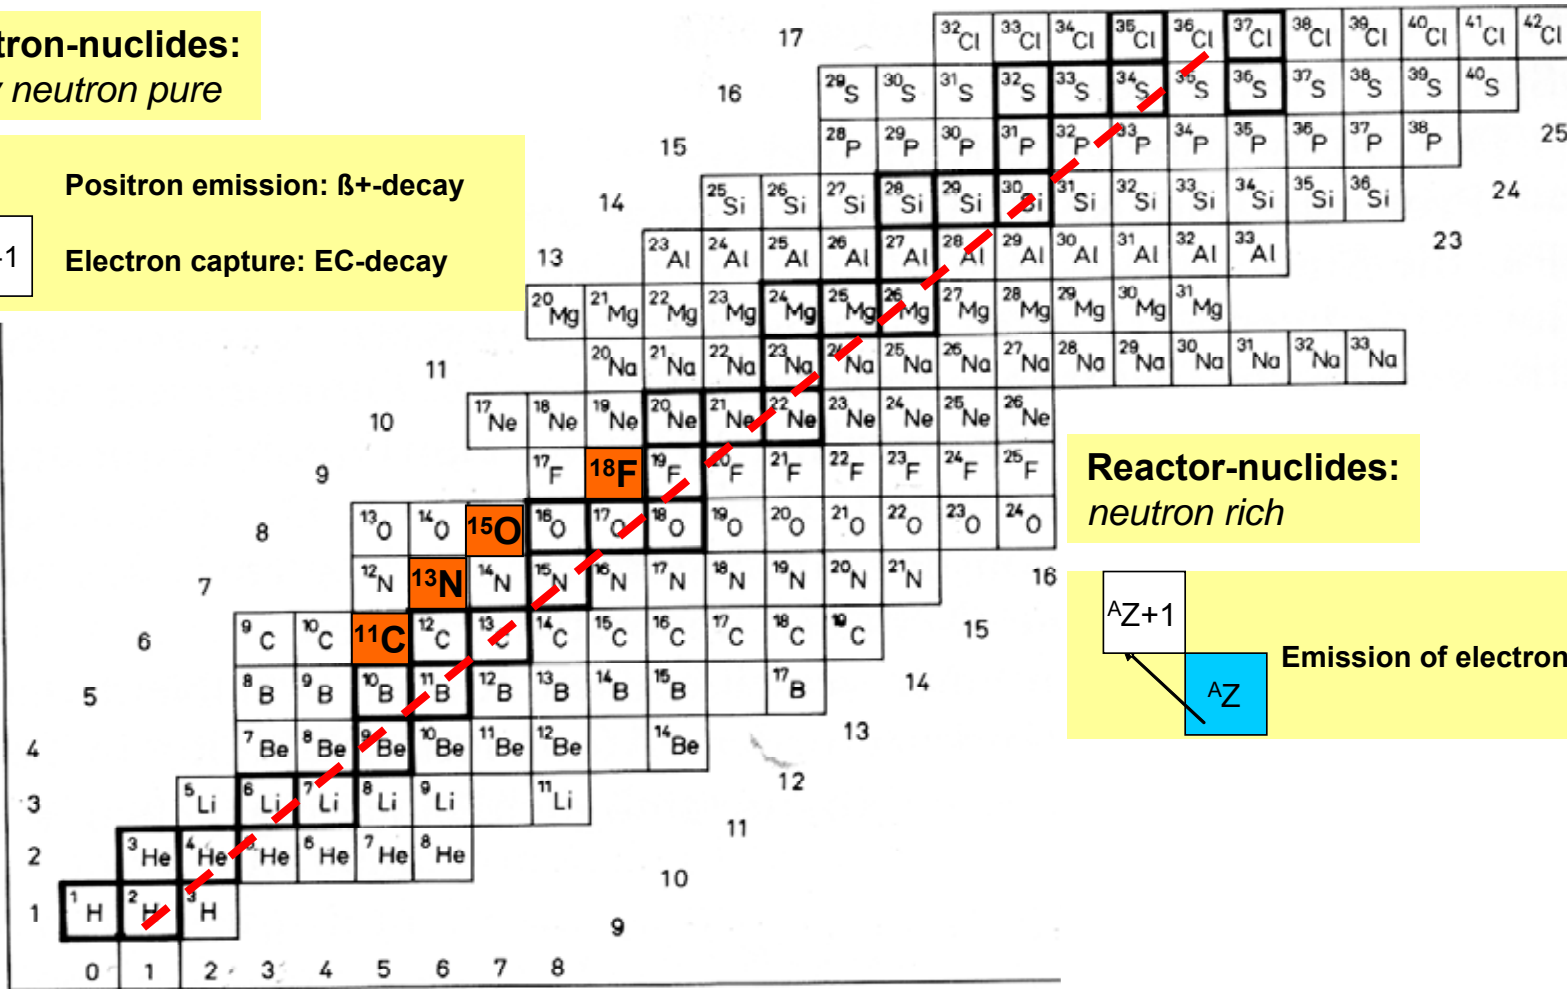 tron-nuclides:
neutron pure
Positron emission: ß+-decay
-1
Electron capture: EC-decay
17 32Cl 33Cl 34Cl 35Cl 36Cl 37Cl 38Cl 39Cl 40Cl 41Cl 42Cl
16 29S 30S 31S 32S 33S 34S 35S 36S 37S 38S 39S 40S
15 28P 29P 30P 31P 32P 33P 34P 35P 36P 37P 38P 25
14 25Si 26Si 27Si 28Si 29Si 30Si 31Si 32Si 33Si 34Si 35Si 36Si 24
13 23Al 24Al 25Al 26Al 27Al 28Al 29Al 30Al 31Al 32Al 33Al 23
20Mg 21Mg 22Mg 23Mg 24Mg 25Mg 26Mg 27Mg 28Mg 29Mg 30Mg 31Mg
11 20Na 21Na 22Na 23Na 24Na 25Na 26Na 27Na 28Na 29Na 30Na 31Na 32Na 33Na
10 17Ne 18Ne 19Ne 20Ne 21Ne 22Ne 23Ne 24Ne 25Ne 26Ne
9 17F 18F 19F 20F 21F 22F 23F 24F 25F
8 13O 14O 15O 16O 17O 18O 19O 20O 21O 22O 23O 24O
7 12N 13N 14N 15N 16N 17N 18N 19N 20N 21N 16
6 9C 10C 11C 12C 13C 14C 15C 16C 17C 18C 19C 15
5 8B 9B 10B 11B 12B 13B 14B 15B 17B 14
4 7Be 8Be 9Be 10Be 11Be 12Be 14Be 13
3 5Li 6Li 7Li 8Li 9Li 11Li 12
2 3He 4He 5He 6He 7He 8He 11
1 1H 2H 3H 10
9
0 1 2 3 4 5 6 7 8
Reactor-nuclides:
neutron rich
AZ+1
Emission of electron
AZ